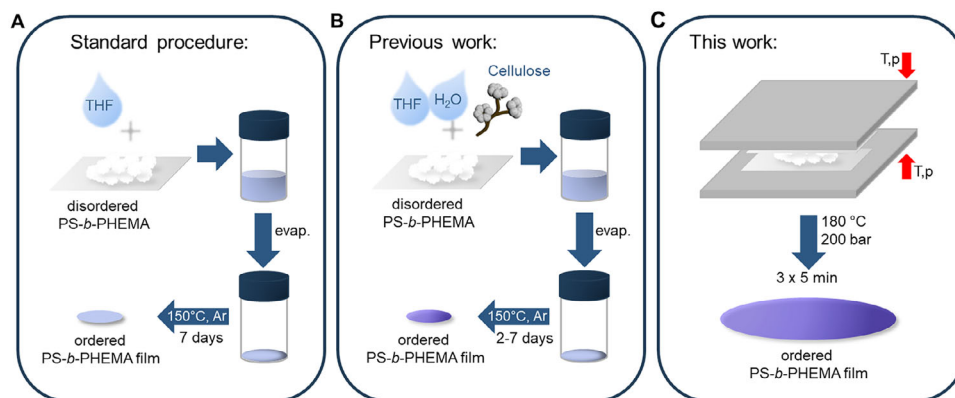 A
Standard procedure:
THF
disordered
PS-b-PHEMA
evap.
150°C, Ar
7 days
ordered
PS-b-PHEMA film
B
Previous work:
Cellulose
THF
H₂O
disordered
PS-b-PHEMA
evap.
150°C, Ar
2-7 days
ordered
PS-b-PHEMA film
C
This work:
T,p
T,p
180 °C
200 bar
3 x 5 min
ordered
PS-b-PHEMA film